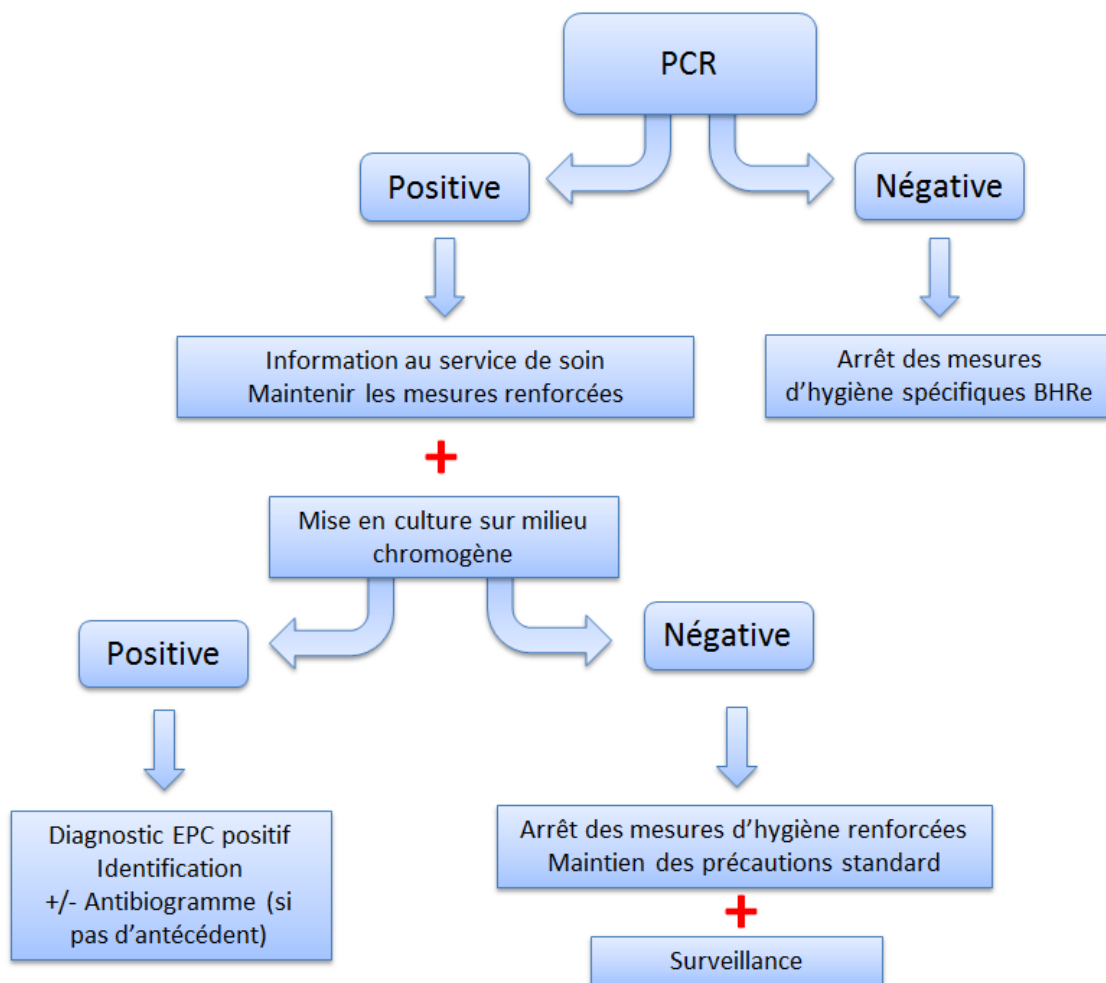 PCR
Positive
Négative
Information au service de soin
Maintenir les mesures renforcées
Arrêt des mesures
d’hygiène spécifiques BHRe
+
Mise en culture sur milieu
chromogène
Positive
Négative
Diagnostic EPC positif
Identification
+/- Antibiogramme (si
pas d’antécédent)
Arrêt des mesures d’hygiène renforcées
Maintien des précautions standard
+
Surveillance